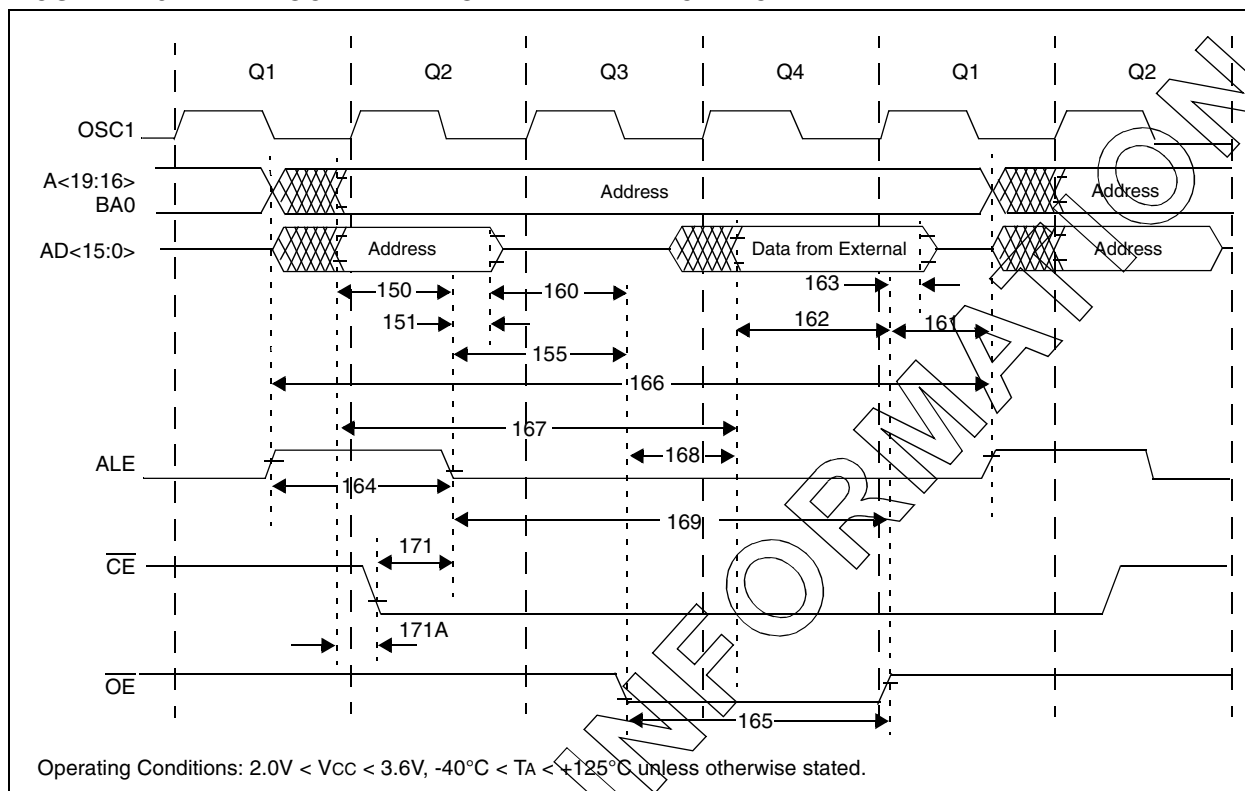 Q1 Q2 Q3 Q4 Q1 Q2
OSC1
A<19:16>
BA0
Address
Address
AD<15:0>
Address
Data from External
Address
150
160
163
151
162
161
155
166
167
168
ALE
164
169
CE
171
171A
OE
165
INFORMATION
Operating Conditions: 2.0V < VCC < 3.6V, -40°C < TA < +125°C unless otherwise stated.